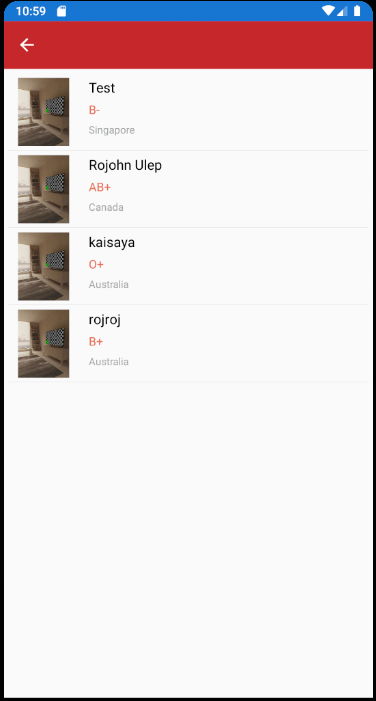 10:59
Test
B-
Singapore
Rojohn Ulep
AB+
Canada
kaisaya
O+
Australia
rojroj
B+
Australia